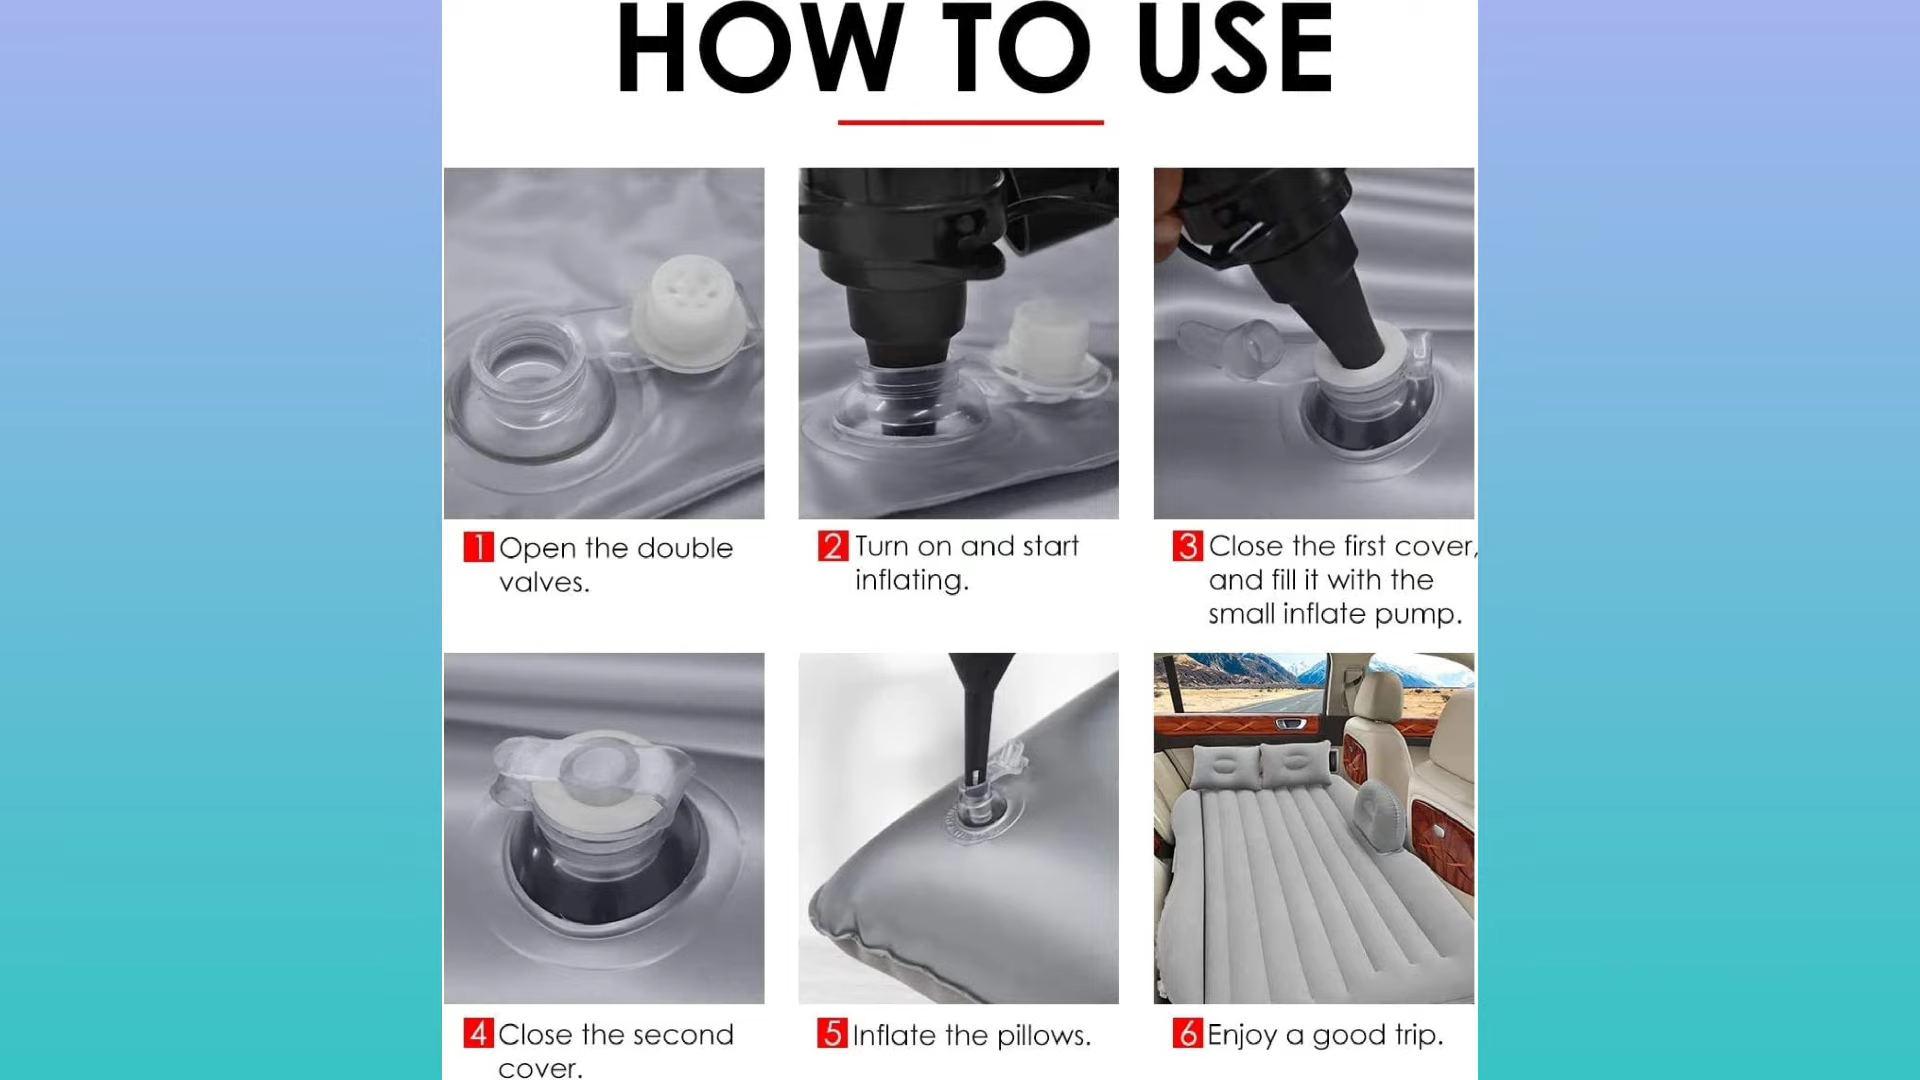 HOW TO USE
1 Open the double
valves.
2 Turn on and start
inflating.
3 Close the first cover,
and fill it with the
small inflate pump.
4 Close the second
cover.
5 Inflate the pillows.
6 Enjoy a good trip.